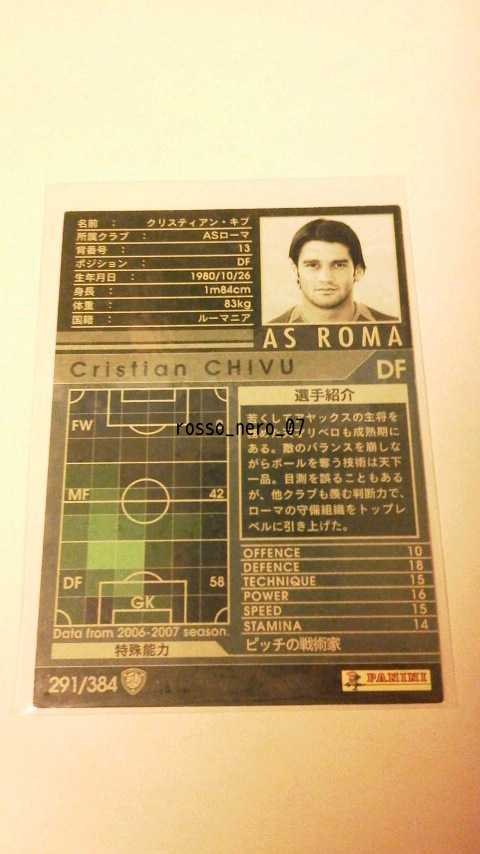 名前 ： クリスティアン・キブ
所属クラブ ： ASローマ
背番号 ： 13
ポジション ： DF
生年月日 ： 1980/10/26
身長 ： 1m84cm
体重 ： 83kg
国籍 ： ルーマニア
AS ROMA
Cristian CHIVU DF
FW
MF 42
DF 58
GK
Data from 2006-2007 season.
特殊能力
選手紹介
若くしてアヤックスの主将を
rosso_nero_07
リベロも成熟期に
ある。敵のバランスを崩しな
がらボールを奪う技術は天下
一品。目測を誤ることもある
が、他クラブも羨む判断力で、
ローマの守備組織をトップレ
ベルに引き上げた。
OFFENCE 10
DEFENCE 18
TECHNIQUE 15
POWER 16
SPEED 15
STAMINA 14
ピッチの戦術家
291/384
PANINI